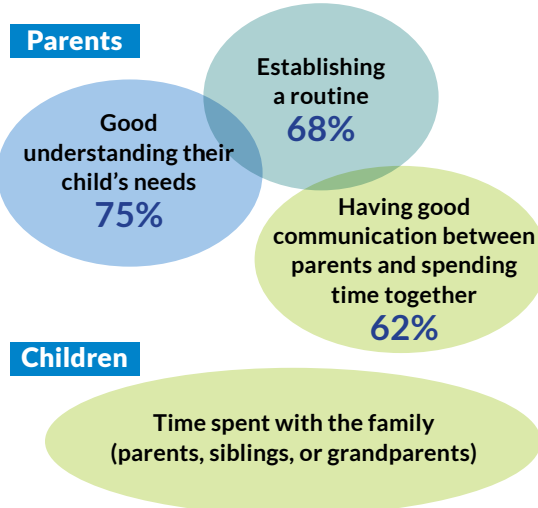 Parents
Establishing
a routine
68%
Good
understanding their
child's needs
75%
Having good
communication between
parents and spending
time together
62%
Children
Time spent with the family
(parents, siblings, or grandparents)